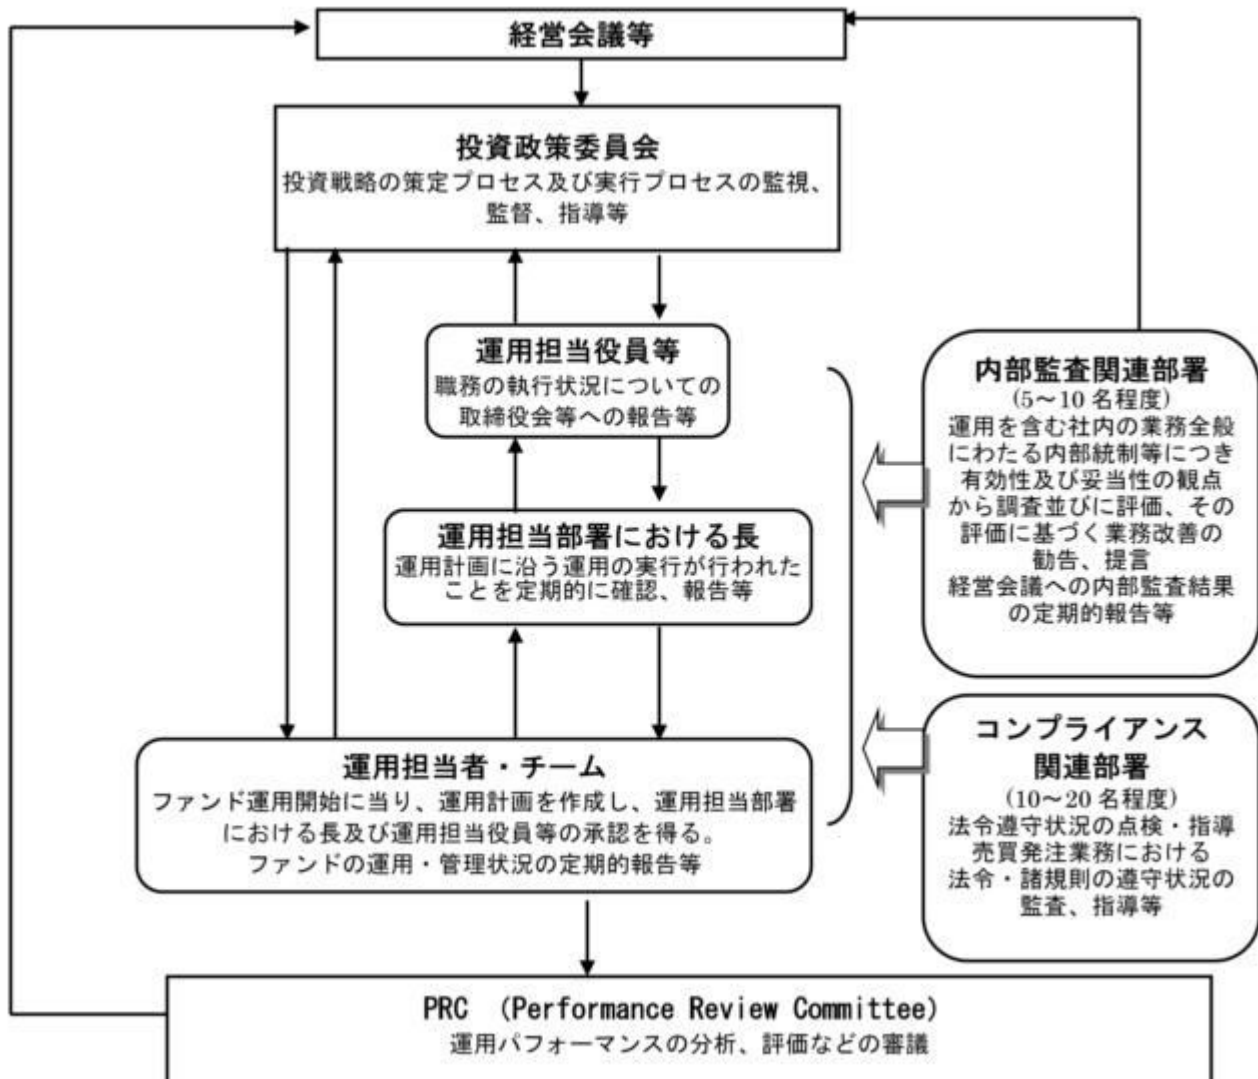 経営会議等
投資政策委員会
投資戦略の策定プロセス及び実行プロセスの監視、
監督、指導等
運用担当役員等
職務の執行状況についての
取締役会等への報告等
運用担当部署における長
運用計画に沿う運用の実行が行われた
ことを定期的に確認、報告等
運用担当者・チーム
ファンド運用開始に当り、運用計画を作成し、運用担当部署
における長及び運用担当役員等の承認を得る。
ファンドの運用・管理状況の定期的報告等
内部監査関連部署
(5～10 名程度)
運用を含む社内の業務全般
にわたる内部統制等につき
有効性及び妥当性の観点
から調査並びに評価、その
評価に基づく業務改善の
勧告、提言
経営会議への内部監査結果
の定期的報告等
コンプライアンス
関連部署
(10～20 名程度)
法令遵守状況の点検・指導
売買発注業務における
法令・諸規則の遵守状況の
監査、指導等
PRC (Performance Review Committee)
運用パフォーマンスの分析、評価などの審議